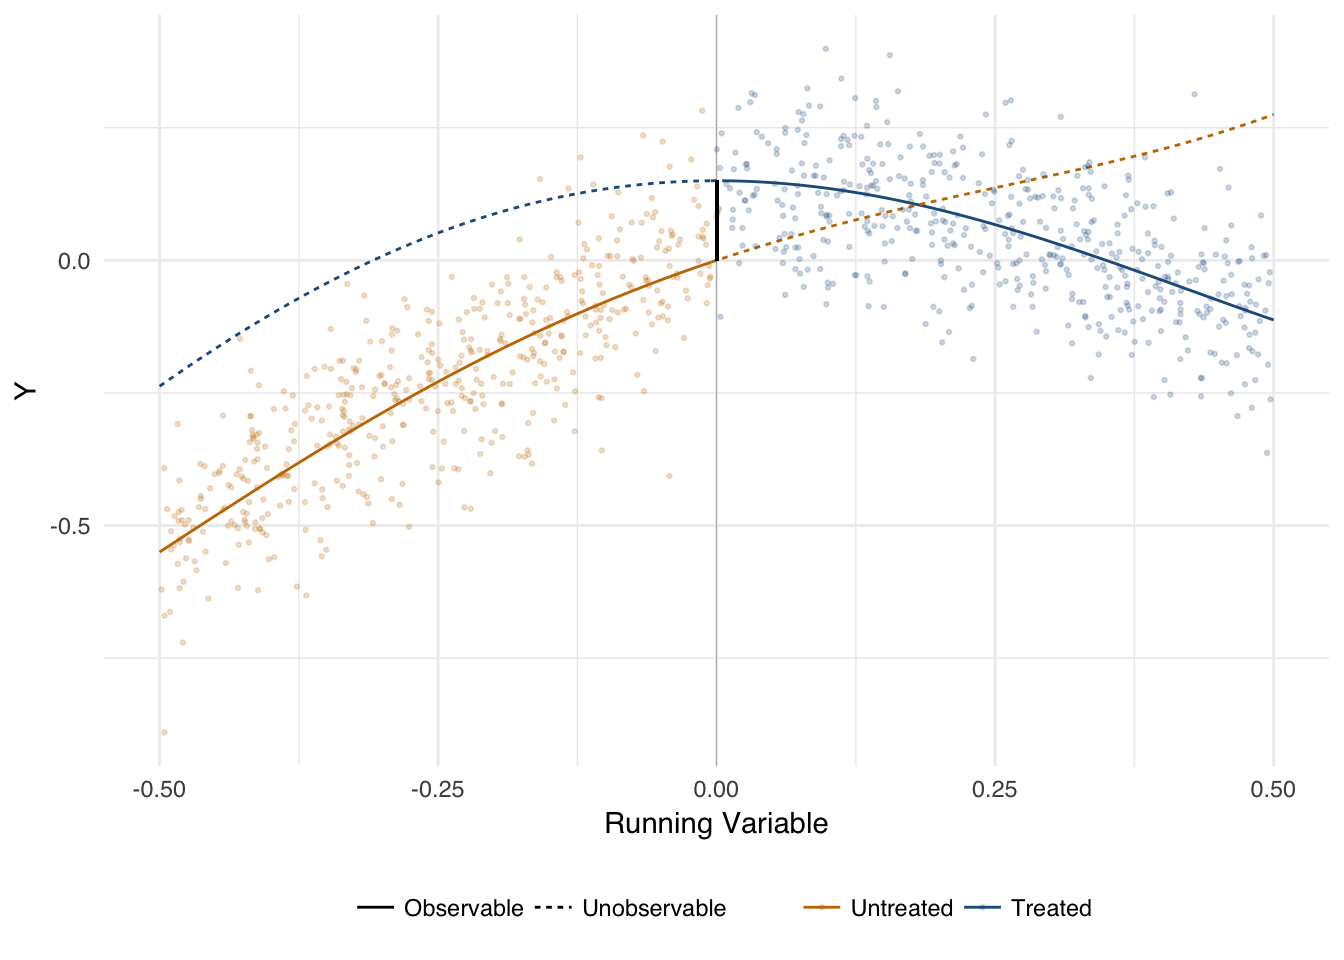 0.0
-0.5
Y
-0.50 -0.25 0.00 0.25 0.50
Running Variable
Observable Unobservable Untreated Treated